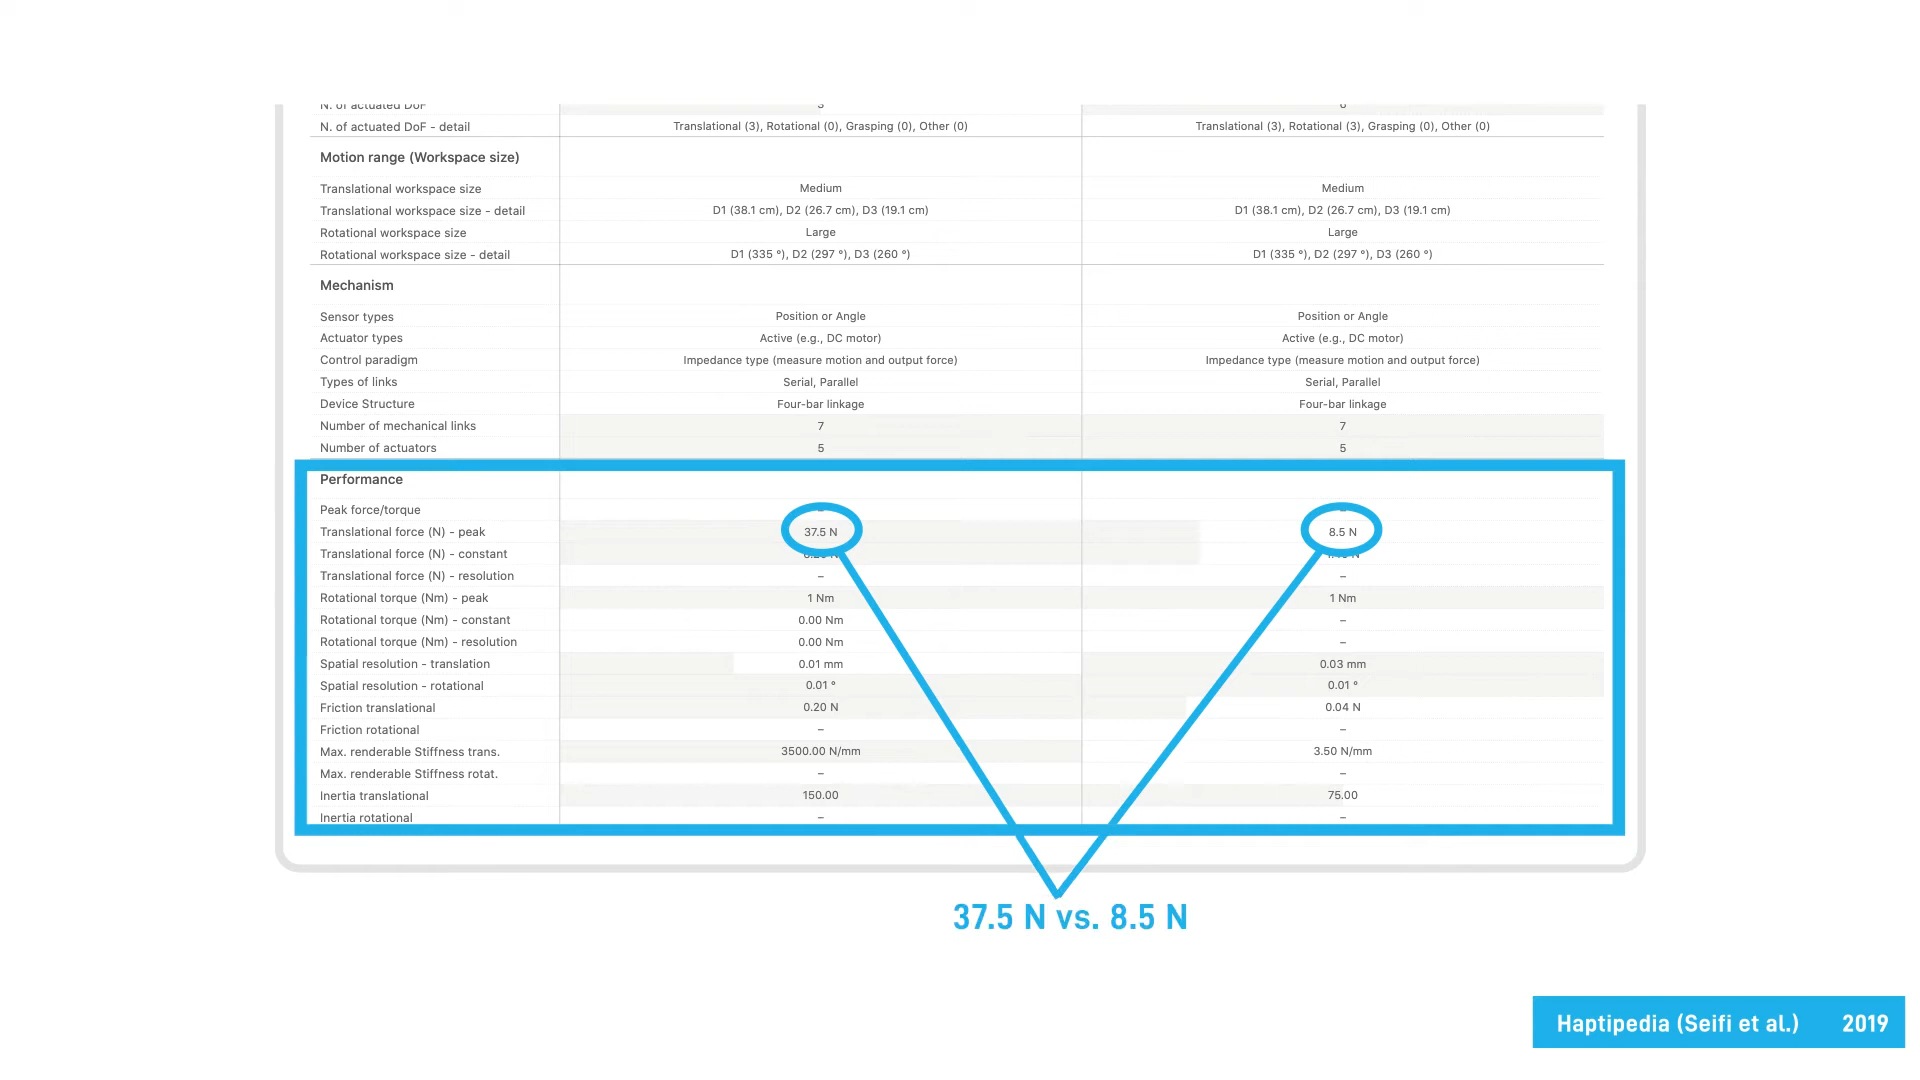 N. of actuated DoF
N. of actuated DoF - detail Translational (3), Rotational (0), Grasping (0), Other (0) Translational (3), Rotational (3), Grasping (0), Other (0)
Motion range (Workspace size)
Translational workspace size Medium Medium
Translational workspace size - detail D1 (38.1 cm), D2 (26.7 cm), D3 (19.1 cm) D1 (38.1 cm), D2 (26.7 cm), D3 (19.1 cm)
Rotational workspace size Large Large
Rotational workspace size - detail D1 (335 °), D2 (297 °), D3 (260 °) D1 (335 °), D2 (297 °), D3 (260 °)
Mechanism
Sensor types Position or Angle Position or Angle
Actuator types Active (e.g., DC motor) Active (e.g., DC motor)
Control paradigm Impedance type (measure motion and output force) Impedance type (measure motion and output force)
Types of links Serial, Parallel Serial, Parallel
Device Structure Four-bar linkage Four-bar linkage
Number of mechanical links 7 7
Number of actuators 5 5
Performance
Peak force/torque
Translational force (N) - peak 37.5 N 8.5 N
Translational force (N) - constant
Translational force (N) - resolution – –
Rotational torque (Nm) - peak 1 Nm 1 Nm
Rotational torque (Nm) - constant 0.00 Nm –
Rotational torque (Nm) - resolution 0.00 Nm –
Spatial resolution - translation 0.01 mm 0.03 mm
Spatial resolution - rotational 0.01 ° 0.01 °
Friction translational 0.20 N 0.04 N
Friction rotational – –
Max. renderable Stiffness trans. 3500.00 N/mm 3.50 N/mm
Max. renderable Stiffness rotat. – –
Inertia translational 150.00 75.00
Inertia rotational – –
37.5 N vs. 8.5 N
Haptipedia (Seifi et al.) 2019